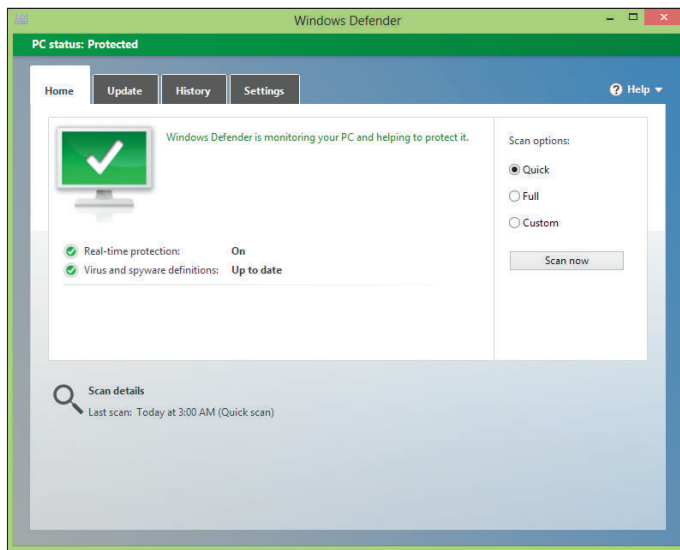 Windows Defender
PC status: Protected
Home Update History Settings
Help
Windows Defender is monitoring your PC and helping to protect it.
Scan options:
Quick
Full
Custom
Scan now
Real-time protection: On
Virus and spyware definitions: Up to date
Scan details
Last scan: Today at 3:00 AM (Quick scan)